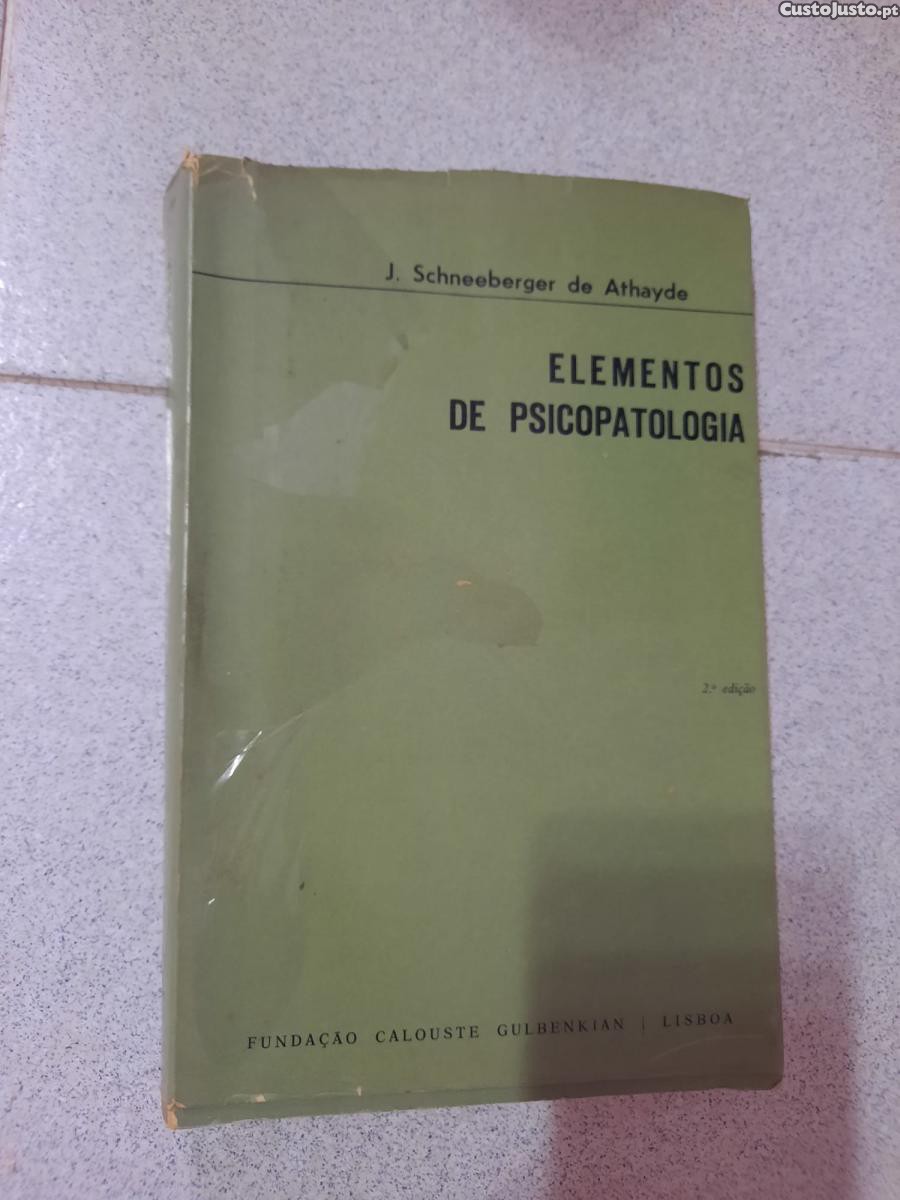 CustoJusto.pt
J. Schneeberger de Athayde
ELEMENTOS
DE PSICOPATOLOGIA
2.ª edição
FUNDAÇÃO CALOUSTE GULBENKIAN | LISBOA